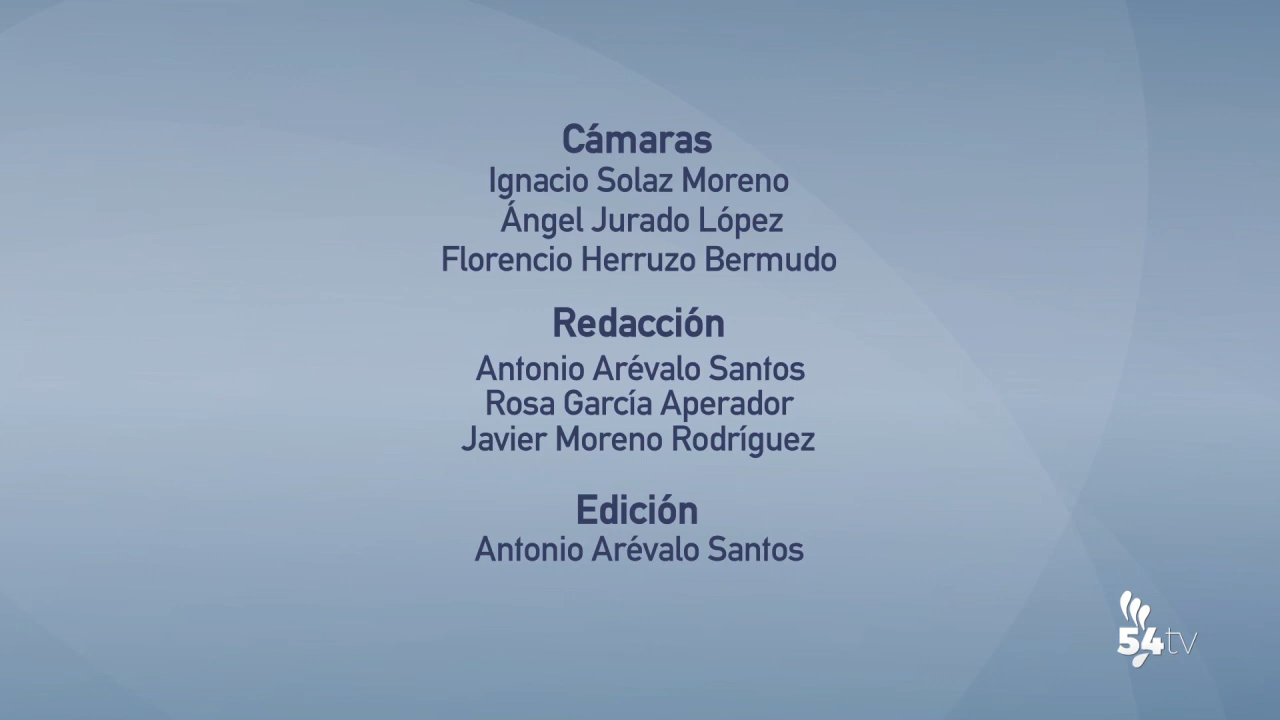 Cámaras
Ignacio Solaz Moreno
Ángel Jurado López
Florencio Herruzo Bermudo
Redacción
Antonio Arévalo Santos
Rosa García Aperador
Javier Moreno Rodríguez
Edición
Antonio Arévalo Santos
54tv